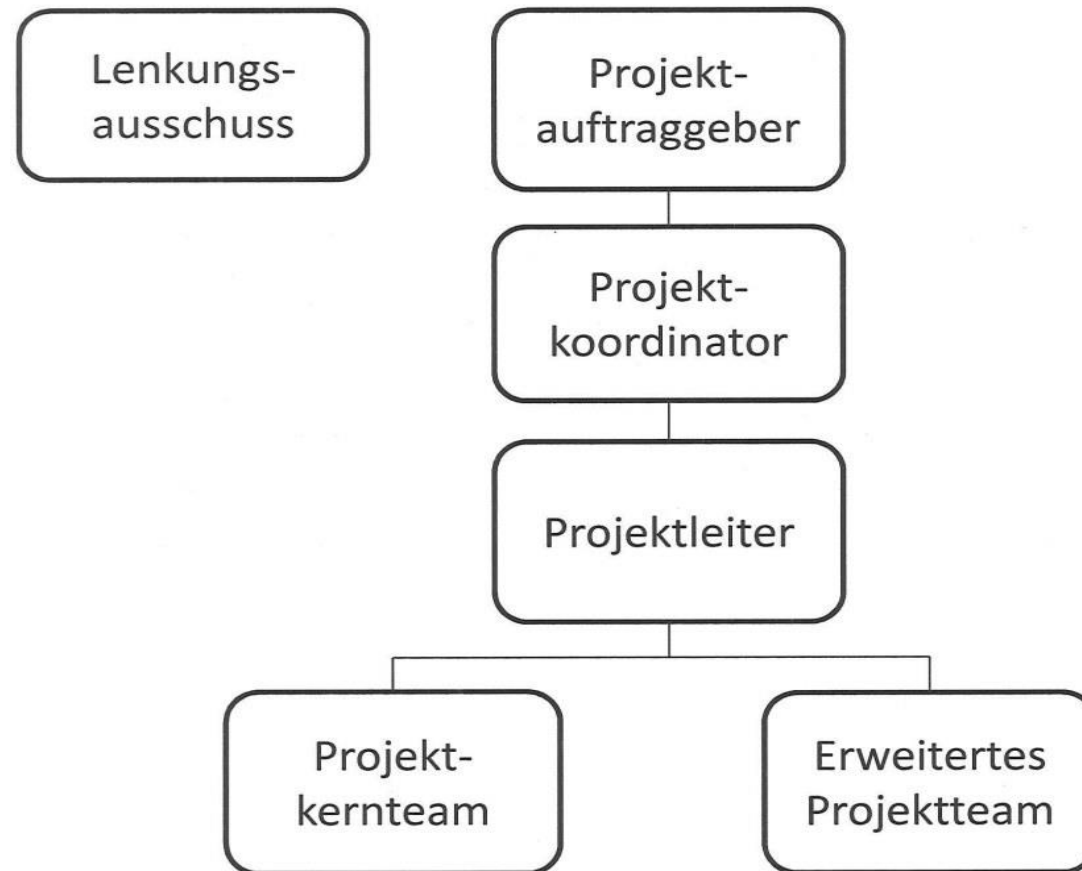 Lenkungs-
ausschuss
Projekt-
auftraggeber
Projekt-
koordinator
Projektleiter
Projekt-
kernteam
Erweitertes
Projektteam